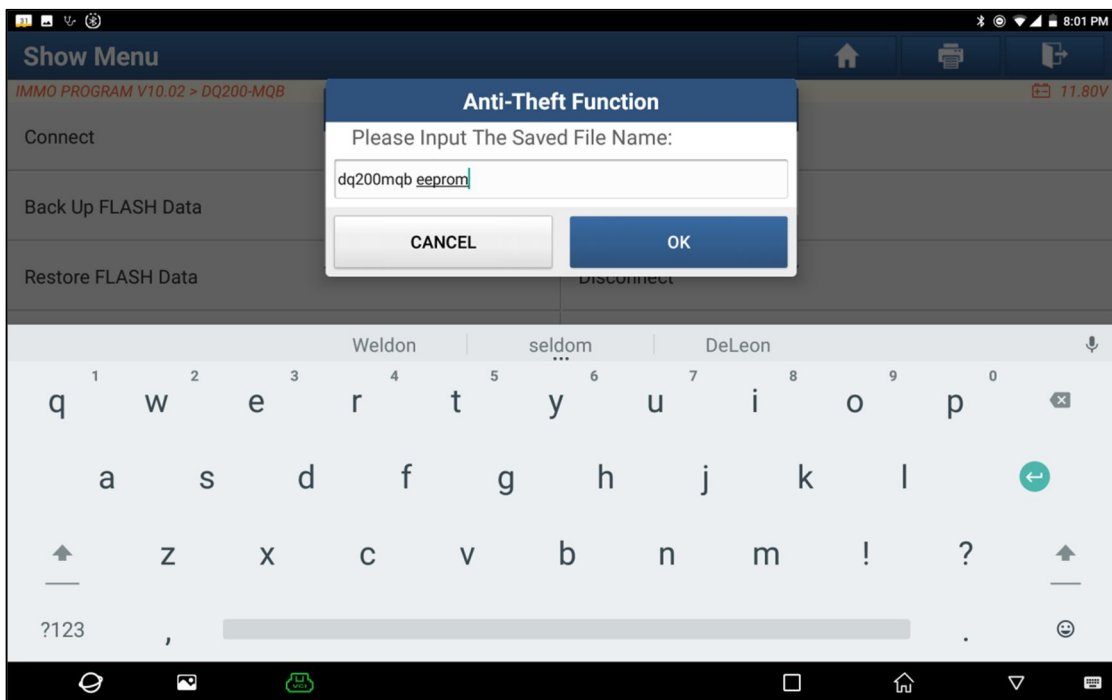 31 8:01 PM
Show Menu
IMMO PROGRAM V10.02 > DQ200-MQB 11.80V
Anti-Theft Function
Connect
Please Input The Saved File Name:
dq200mqb eeprom
Back Up FLASH Data
CANCEL OK
Restore FLASH Data
Disconnect
Weldon seldom DeLeon
1 2 3 4 5 6 7 8 9 0
q w e r t y u i o p
a s d f g h j k l
z x c v b n m ! ?
?123 , .
VCI